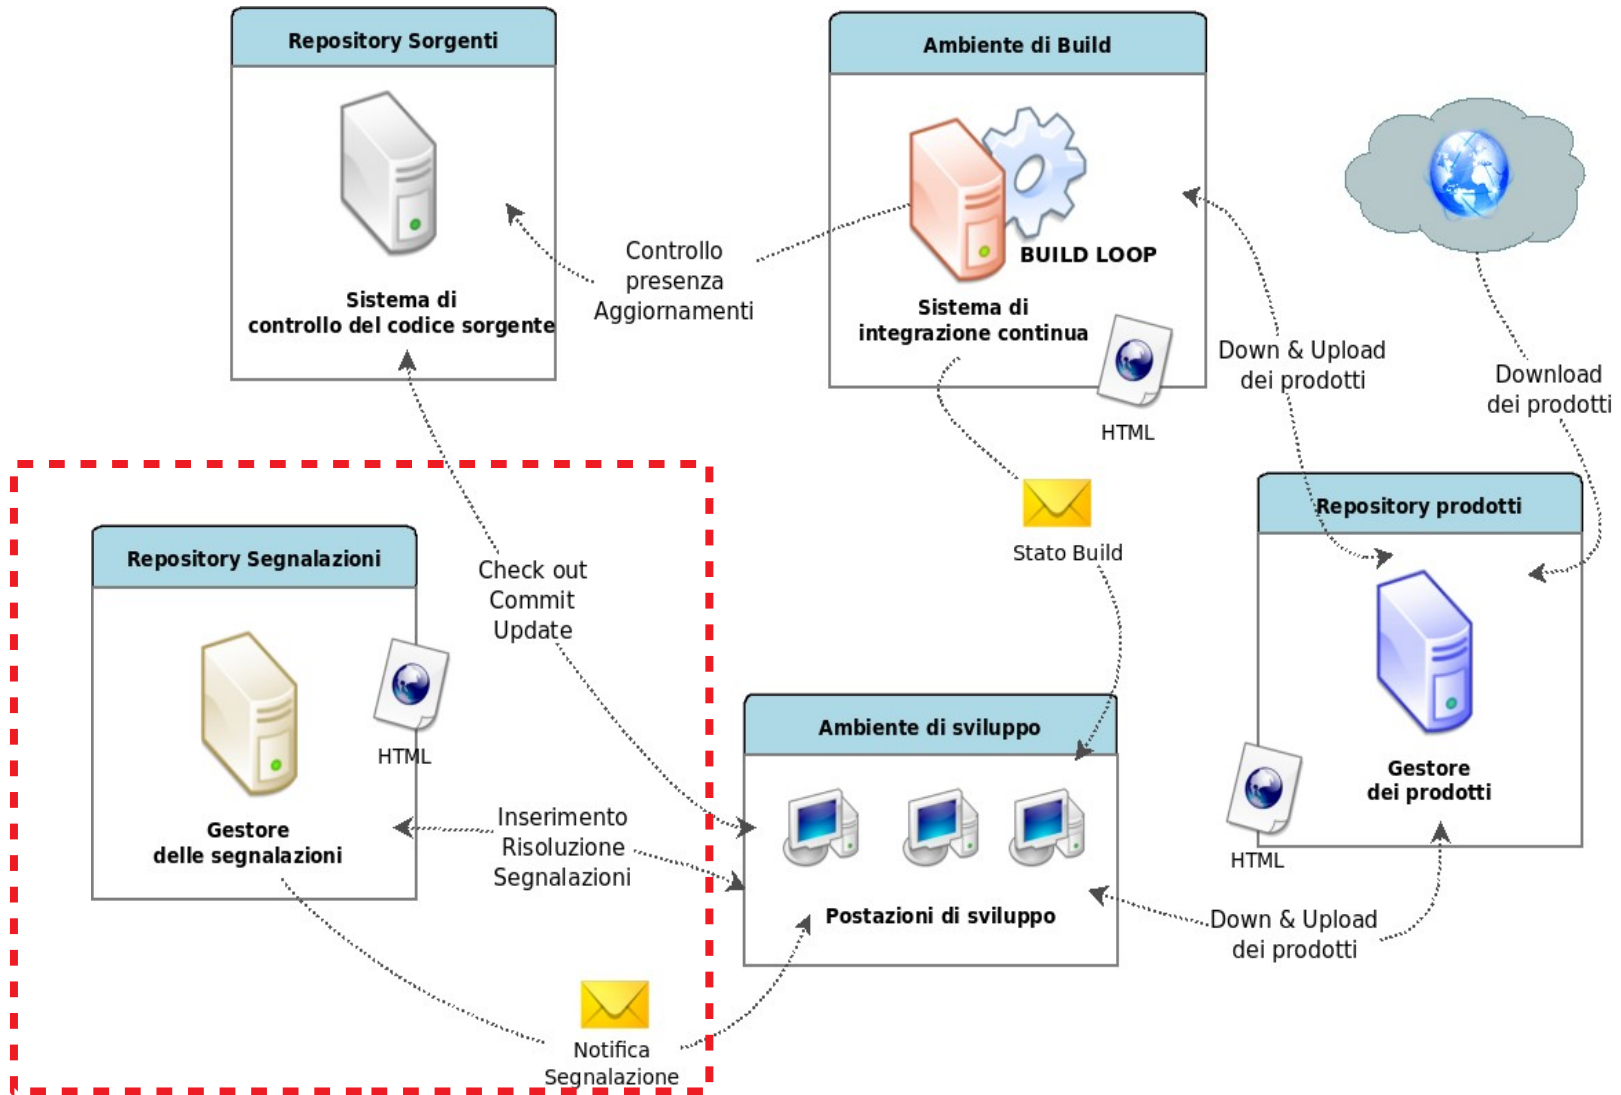 Repository Sorgenti
Sistema di
controllo del codice sorgente
Ambiente di Build
BUILD LOOP
Sistema di
integrazione continua
HTML
Controllo
presenza
Aggiornamenti
Down & Upload
dei prodotti
Download
dei prodotti
Stato Build
Repository prodotti
Gestore
dei prodotti
HTML
Repository Segnalazioni
HTML
Gestore
delle segnalazioni
Check out
Commit
Update
Inserimento
Risoluzione
Segnalazioni
Ambiente di sviluppo
Postazioni di sviluppo
Down & Upload
dei prodotti
Notifica
Segnalazione